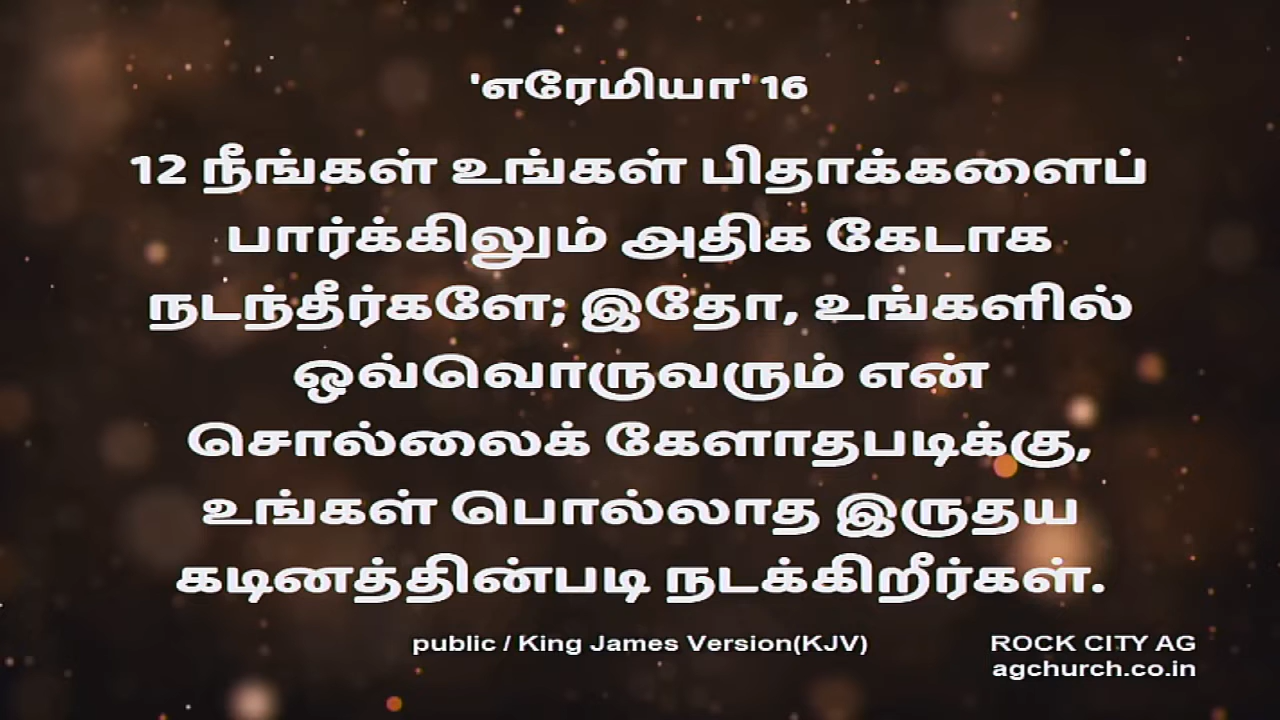 'எரேமியா' 16
12 நீங்கள் உங்கள் பிதாக்களைப்
பார்க்கிலும் அதிக கேடாக
நடந்தீர்களே; இதோ, உங்களில்
ஒவ்வொருவரும் என்
சொல்லைக் கேளாதபடிக்கு,
உங்கள் பொல்லாத இருதய
கடினத்தின்படி நடக்கிறீர்கள்.
public / King James Version(KJV)
ROCK CITY AG
agchurch.co.in